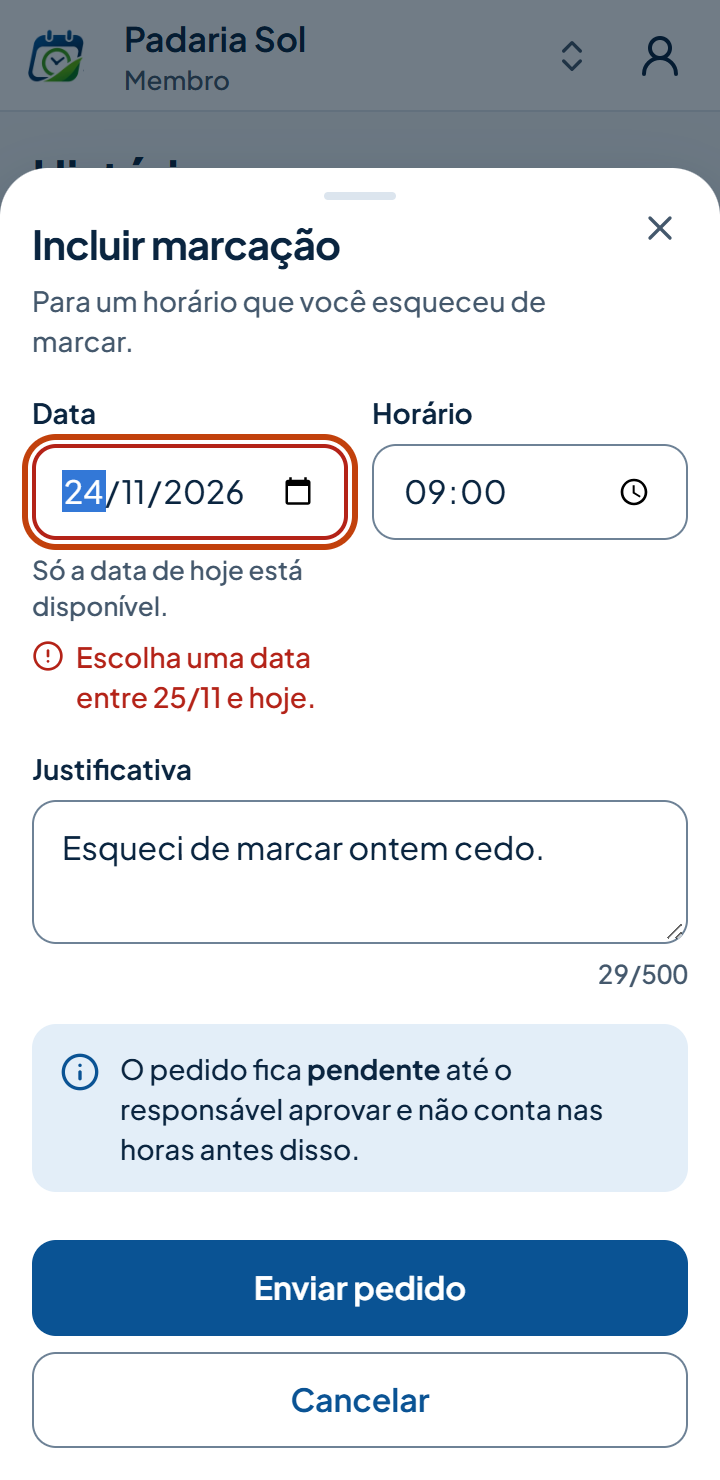 Padaria Sol
Membro
Incluir marcação
Para um horário que você esqueceu de
marcar.
Data
Horário
24/11/2026
09:00
Só a data de hoje está
disponível.
Escolha uma data
entre 25/11 e hoje.
Justificativa
Esqueci de marcar ontem cedo.
29/500
O pedido fica pendente até o
responsável aprovar e não conta nas
horas antes disso.
Enviar pedido
Cancelar